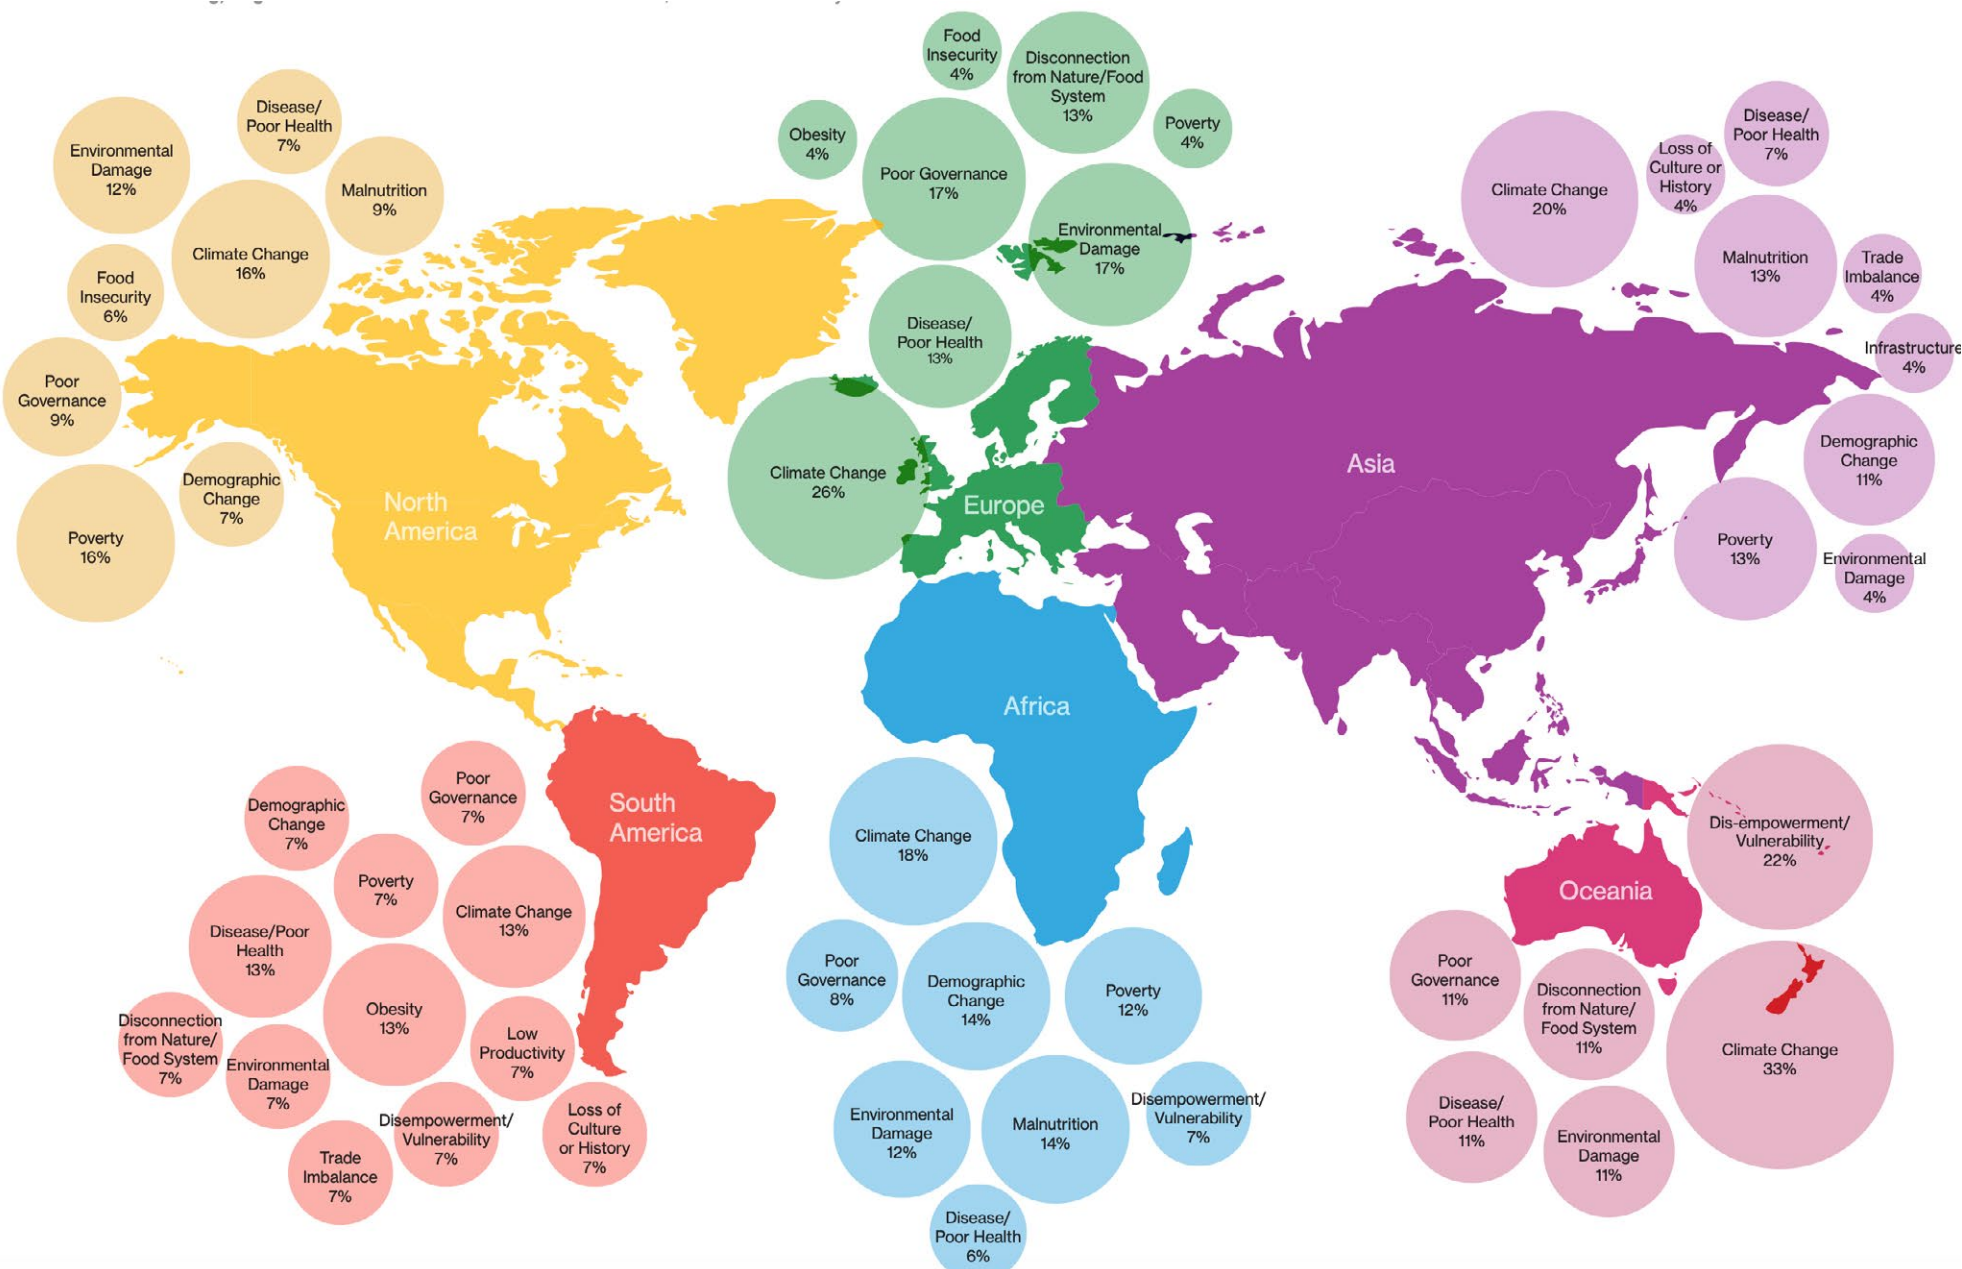 Environmental
Damage
12%
Disease/
Poor Health
7%
Malnutrition
9%
Climate Change
16%
Food
Insecurity
6%
Poor
Governance
9%
Demographic
Change
7%
Poverty
16%
North
America
Food
Insecurity
4%
Disconnection
from Nature/Food
System
13%
Obesity
4%
Poverty
4%
Poor Governance
17%
Environmental
Damage
17%
Disease/
Poor Health
13%
Climate Change
26%
Europe
Climate Change
20%
Loss of
Culture or
History
4%
Disease/
Poor Health
7%
Malnutrition
13%
Trade
Imbalance
4%
Infrastructure
4%
Demographic
Change
11%
Poverty
13%
Environmental
Damage
4%
Asia
South
America
Poor
Governance
7%
Demographic
Change
7%
Poverty
7%
Climate Change
13%
Disease/Poor
Health
13%
Obesity
13%
Low
Productivity
7%
Disconnection
from Nature/
Food System
7%
Environmental
Damage
7%
Disempowerment/
Vulnerability
7%
Loss of
Culture
or History
7%
Trade
Imbalance
7%
Africa
Climate Change
18%
Poor
Governance
8%
Demographic
Change
14%
Poverty
12%
Environmental
Damage
12%
Malnutrition
14%
Disempowerment/
Vulnerability
7%
Disease/
Poor Health
6%
Oceania
Dis-empowerment/
Vulnerability
22%
Poor
Governance
11%
Disconnection
from Nature/
Food System
11%
Climate Change
33%
Disease/
Poor Health
11%
Environmental
Damage
11%